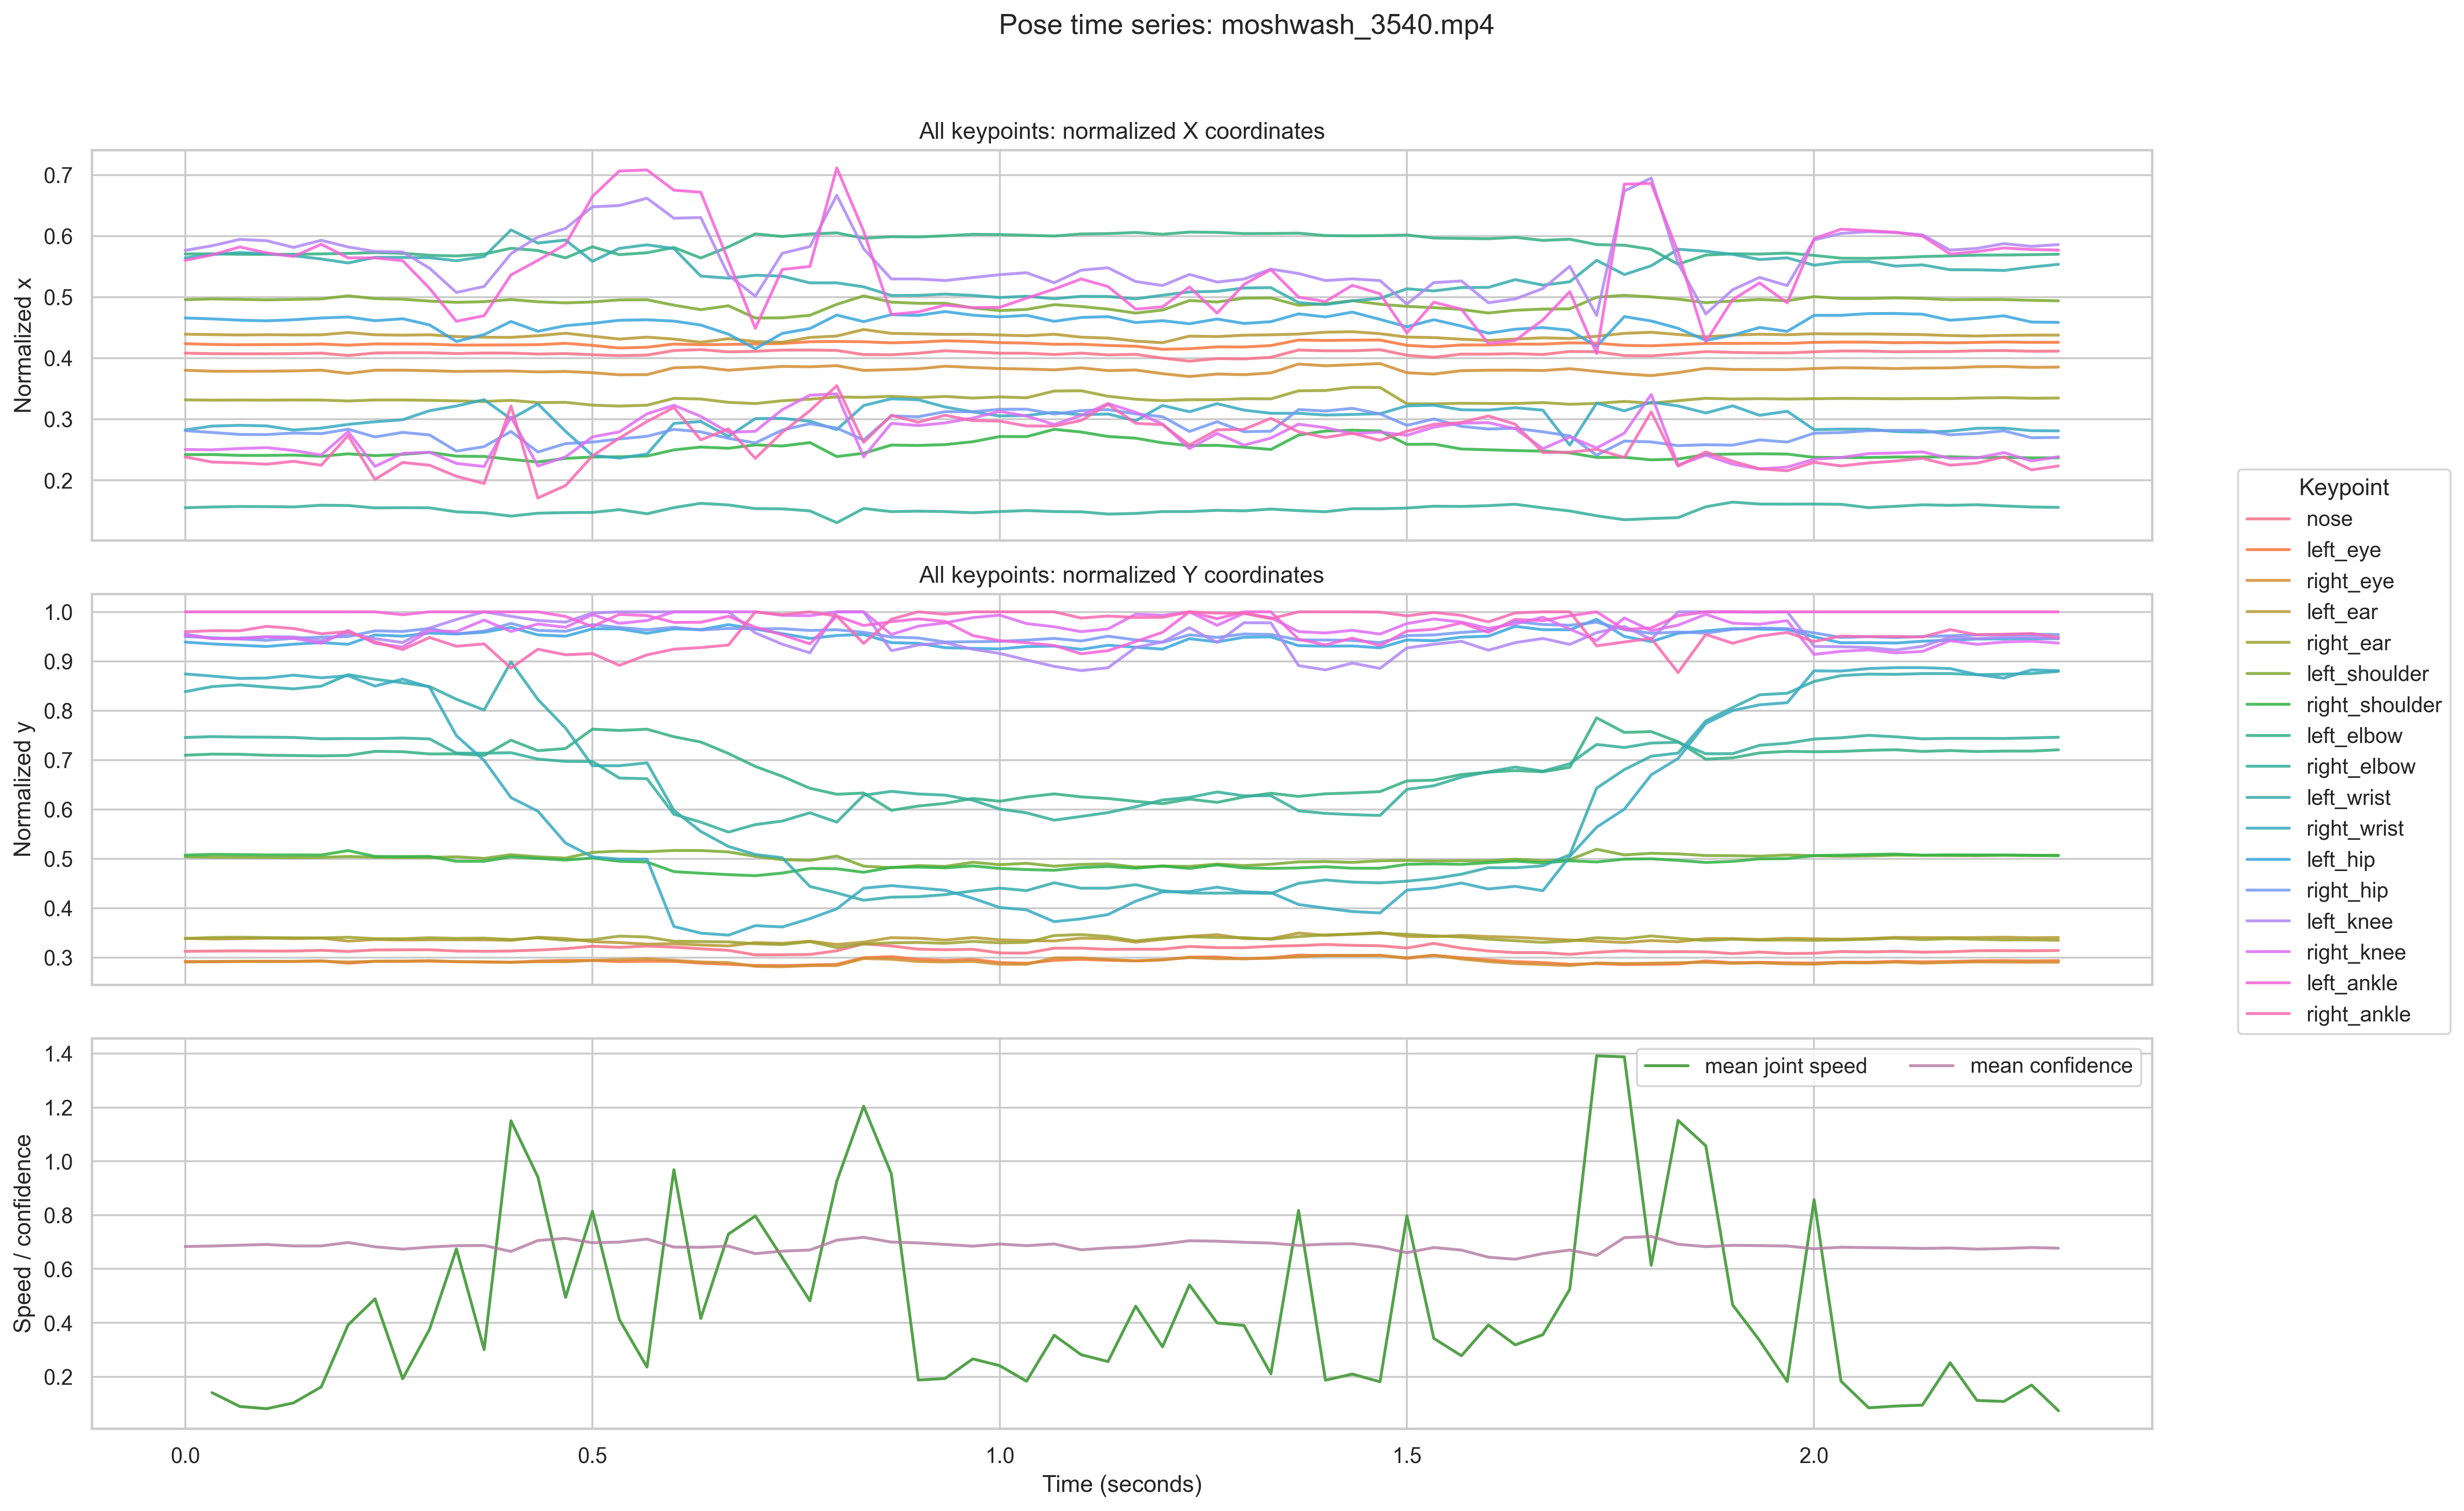 Pose time series: moshwash_3540.mp4
All keypoints: normalized X coordinates
Normalized x
0.7
0.6
0.5
0.4
0.3
0.2
All keypoints: normalized Y coordinates
Normalized y
1.0
0.9
0.8
0.7
0.6
0.5
0.4
0.3
Keypoint
nose
left_eye
right_eye
left_ear
right_ear
left_shoulder
right_shoulder
left_elbow
right_elbow
left_wrist
right_wrist
left_hip
right_hip
left_knee
right_knee
left_ankle
right_ankle
Speed / confidence
1.4
1.2
1.0
0.8
0.6
0.4
0.2
mean joint speed mean confidence
0.0 0.5 1.0 1.5 2.0
Time (seconds)